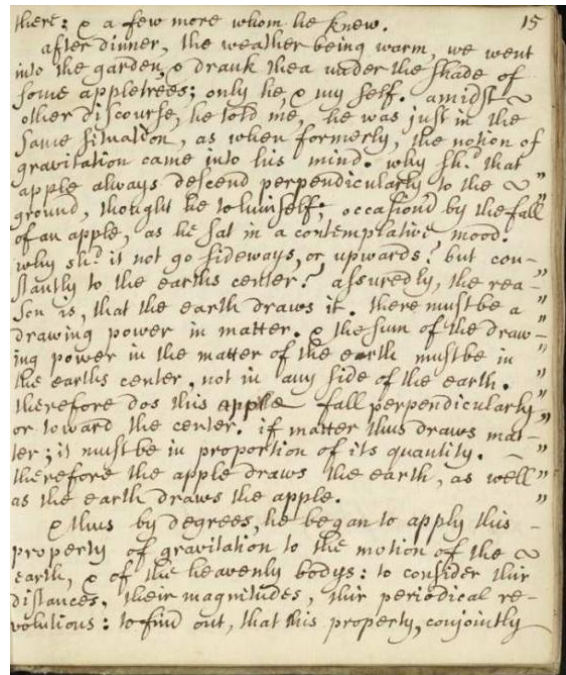 there: & a few more whom he knew. 15
after dinner, the weather being warm, we went
into the garden, & drank thea under the shade of
some appletrees; only he, & my self. amidst ~
other discourse, he told me, he was just in the
same situation, as when formerly, the notion of
gravitation came into his mind. why sh.d that
apple always descend perpendicularly to the ~ "
ground, thought he to himself; occasion'd by the fall
of an apple, as he sat in a contemplative mood.
why sh.d it not go sideways, or upwards? but con-
stantly to the earths center? assuredly, the rea- "
son is, that the earth draws it. there must be a "
drawing power in matter. & the sum of the draw- "
ing power in the matter of the earth must be in "
the earths center, not in any side of the earth. "
therefore dos this apple fall perpendicularly "
or toward the center. if matter thus draws mat- "
ter; it must be in proportion of its quantity. - "
therefore the apple draws the earth, as well "
as the earth draws the apple. "
& thus by degrees, he began to apply this -
property of gravitation to the motion of the ~
earth, & of the heavenly bodys: to consider thir
distances, their magnitudes, thir periodical re-
volutions: to find out, that this property, conjointly